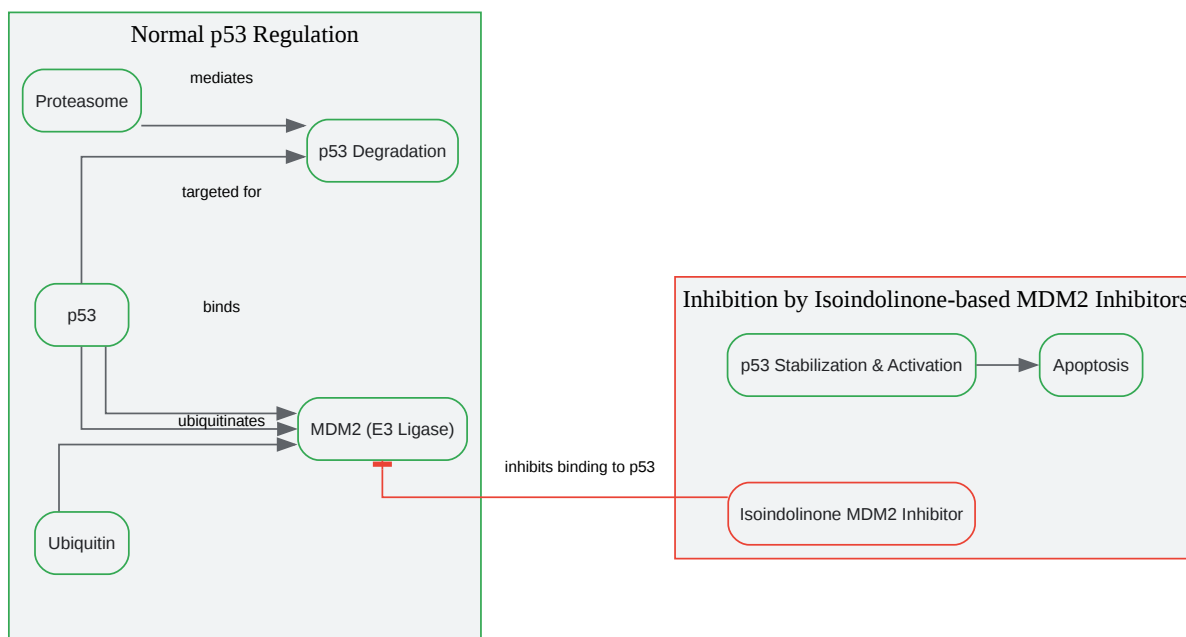 Normal p53 Regulation
mediates
Proteasome
p53 Degradation
targeted for
binds
p53
ubiquitinates
MDM2 (E3 Ligase)
Ubiquitin
inhibits binding to p53
Inhibition by Isoindolinone-based MDM2 Inhibitors
p53 Stabilization & Activation
Apoptosis
Isoindolinone MDM2 Inhibitor